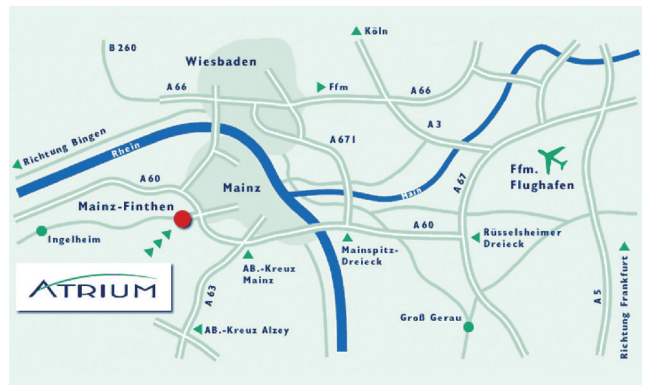 Köln
B 260
Wiesbaden
A 66
Ffm
A 66
A 3
Richtung Bingen
Rhein
A 671
Ffm.
Flughafen
A 60
Mainz
Main
A 67
Mainz-Finthen
Ingelheim
A 60
Rüsselsheimer
Dreieck
Mainspitz-
Dreieck
AB.-Kreuz
Mainz
ATRIUM
A 63
A 5
Richtung Frankfurt
Groß Gerau
AB.-Kreuz Alzey